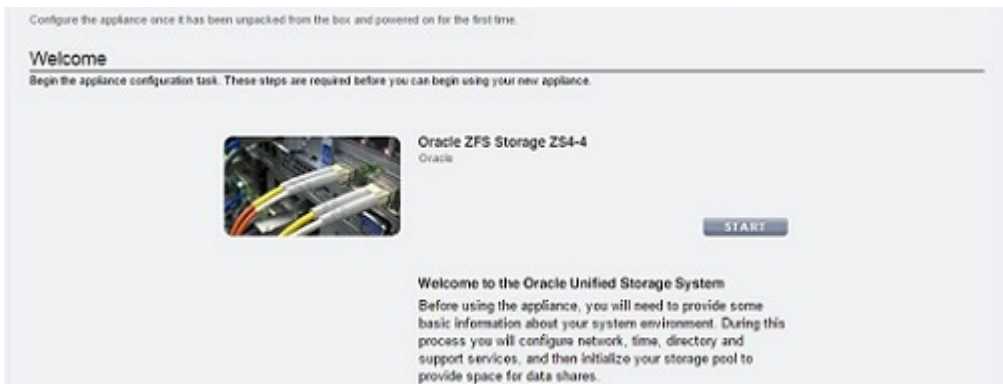 Configure the appliance once it has been unpacked from the box and powered on for the first time.
Welcome
Begin the appliance configuration task. These steps are required before you can begin using your new appliance.
Oracle ZFS Storage ZS4-4
Oracle
START
Welcome to the Oracle Unified Storage System
Before using the appliance, you will need to provide some
basic information about your system environment. During this
process you will configure network, time, directory and
support services, and then initialize your storage pool to
provide space for data shares.